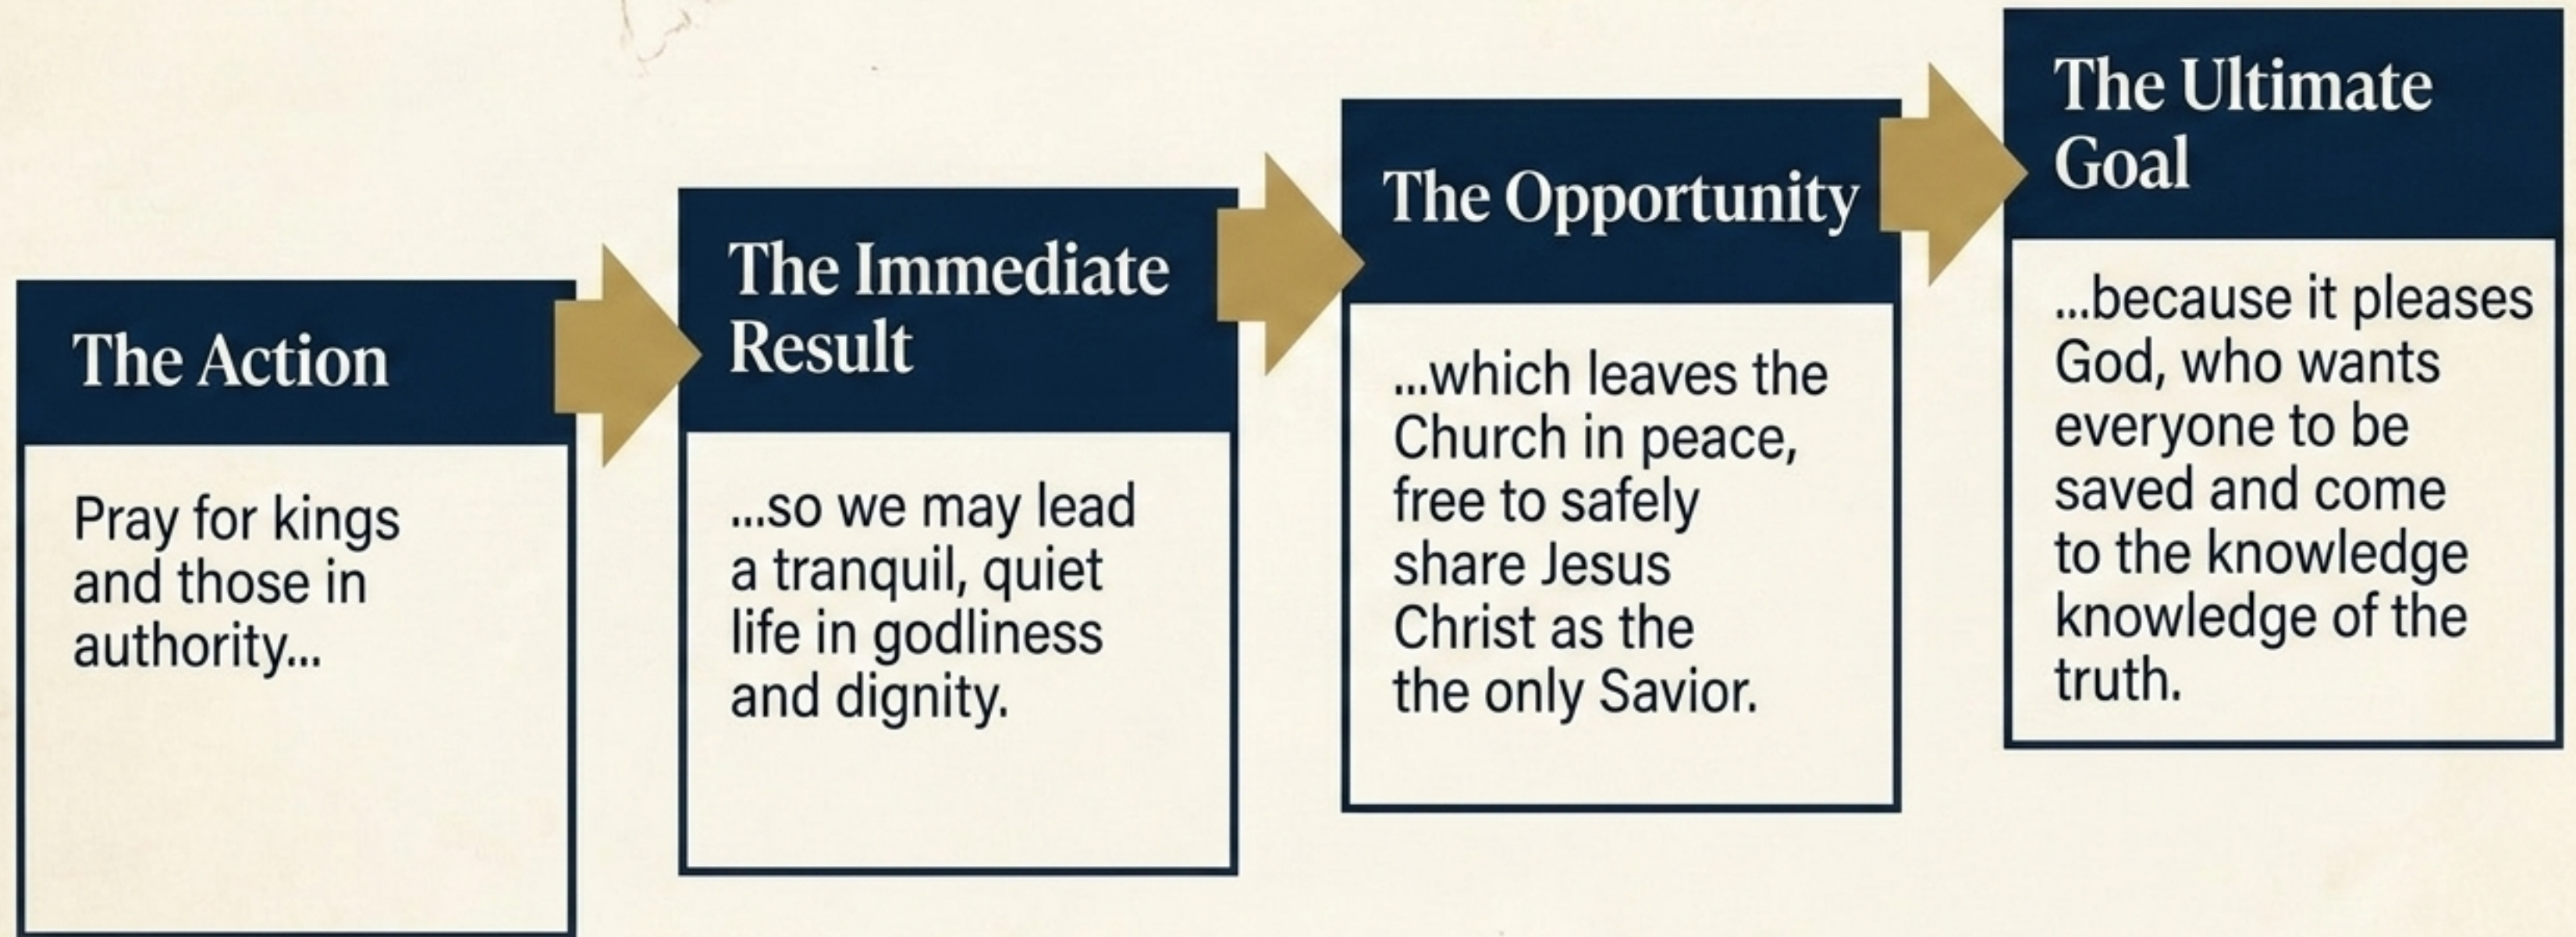 The Action
Pray for kings
and those in
authority...
The Immediate
Result
...so we may lead
a tranquil, quiet
life in godliness
and dignity.
The Opportunity
...which leaves the
Church in peace,
free to safely
share Jesus
Christ as the
the only Savior.
The Ultimate
Goal
...because it pleases
God, who wants
everyone to be
saved and come
to the knowledge
knowledge of the
truth.